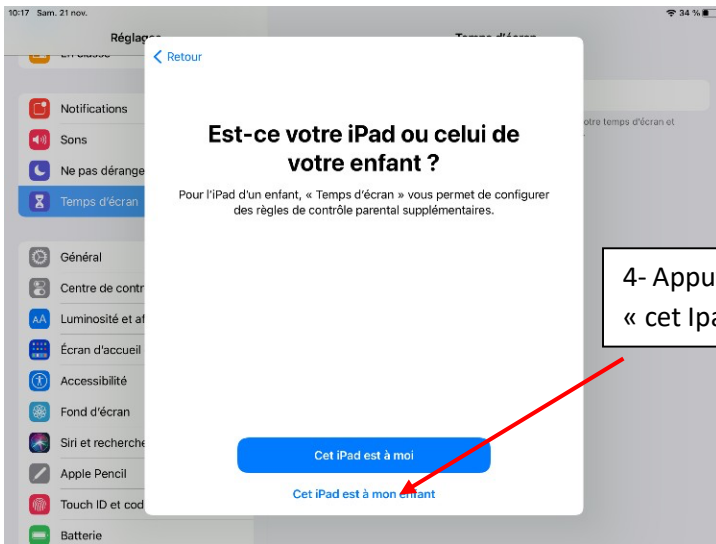 10:17 Sam. 21 nov.
34 %
Réglages
Temps d'écran
Retour
Notifications
Sons
Ne pas dérange
Temps d'écran
Général
Centre de contr
Luminosité et af
Écran d'accueil
Accessibilité
Fond d'écran
Siri et recherche
Apple Pencil
Touch ID et cod
Batterie
Est-ce votre iPad ou celui de
votre enfant ?
Pour l'iPad d'un enfant, « Temps d'écran » vous permet de configurer
des règles de contrôle parental supplémentaires.
Cet iPad est à moi
Cet iPad est à mon enfant
otre temps d'écran et
4- Appu
« cet Ipa